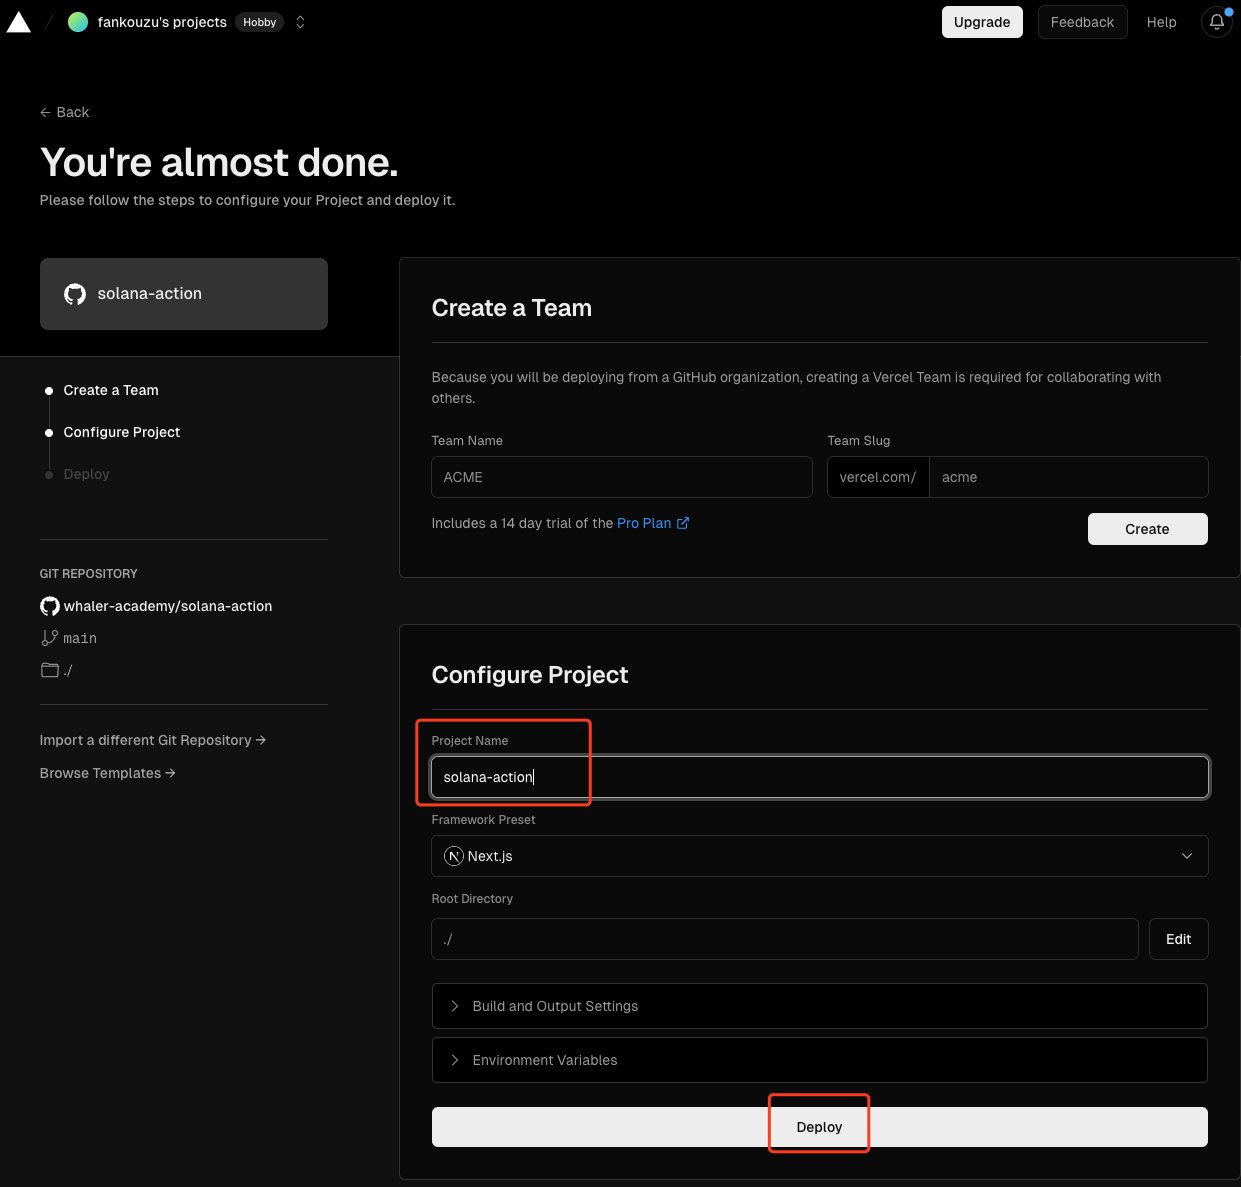 fankouzu's projects Hobby
Upgrade Feedback Help
← Back
You're almost done.
Please follow the steps to configure your Project and deploy it.
solana-action
Create a Team
Configure Project
Deploy
GIT REPOSITORY
whaler-academy/solana-action
main
./
Import a different Git Repository →
Browse Templates →
Create a Team
Because you will be deploying from a GitHub organization, creating a Vercel Team is required for collaborating with
others.
Team Name Team Slug
ACME vercel.com/ acme
Includes a 14 day trial of the Pro Plan
Create
Configure Project
Project Name
solana-action
Framework Preset
N Next.js
Root Directory
./ Edit
Build and Output Settings
Environment Variables
Deploy